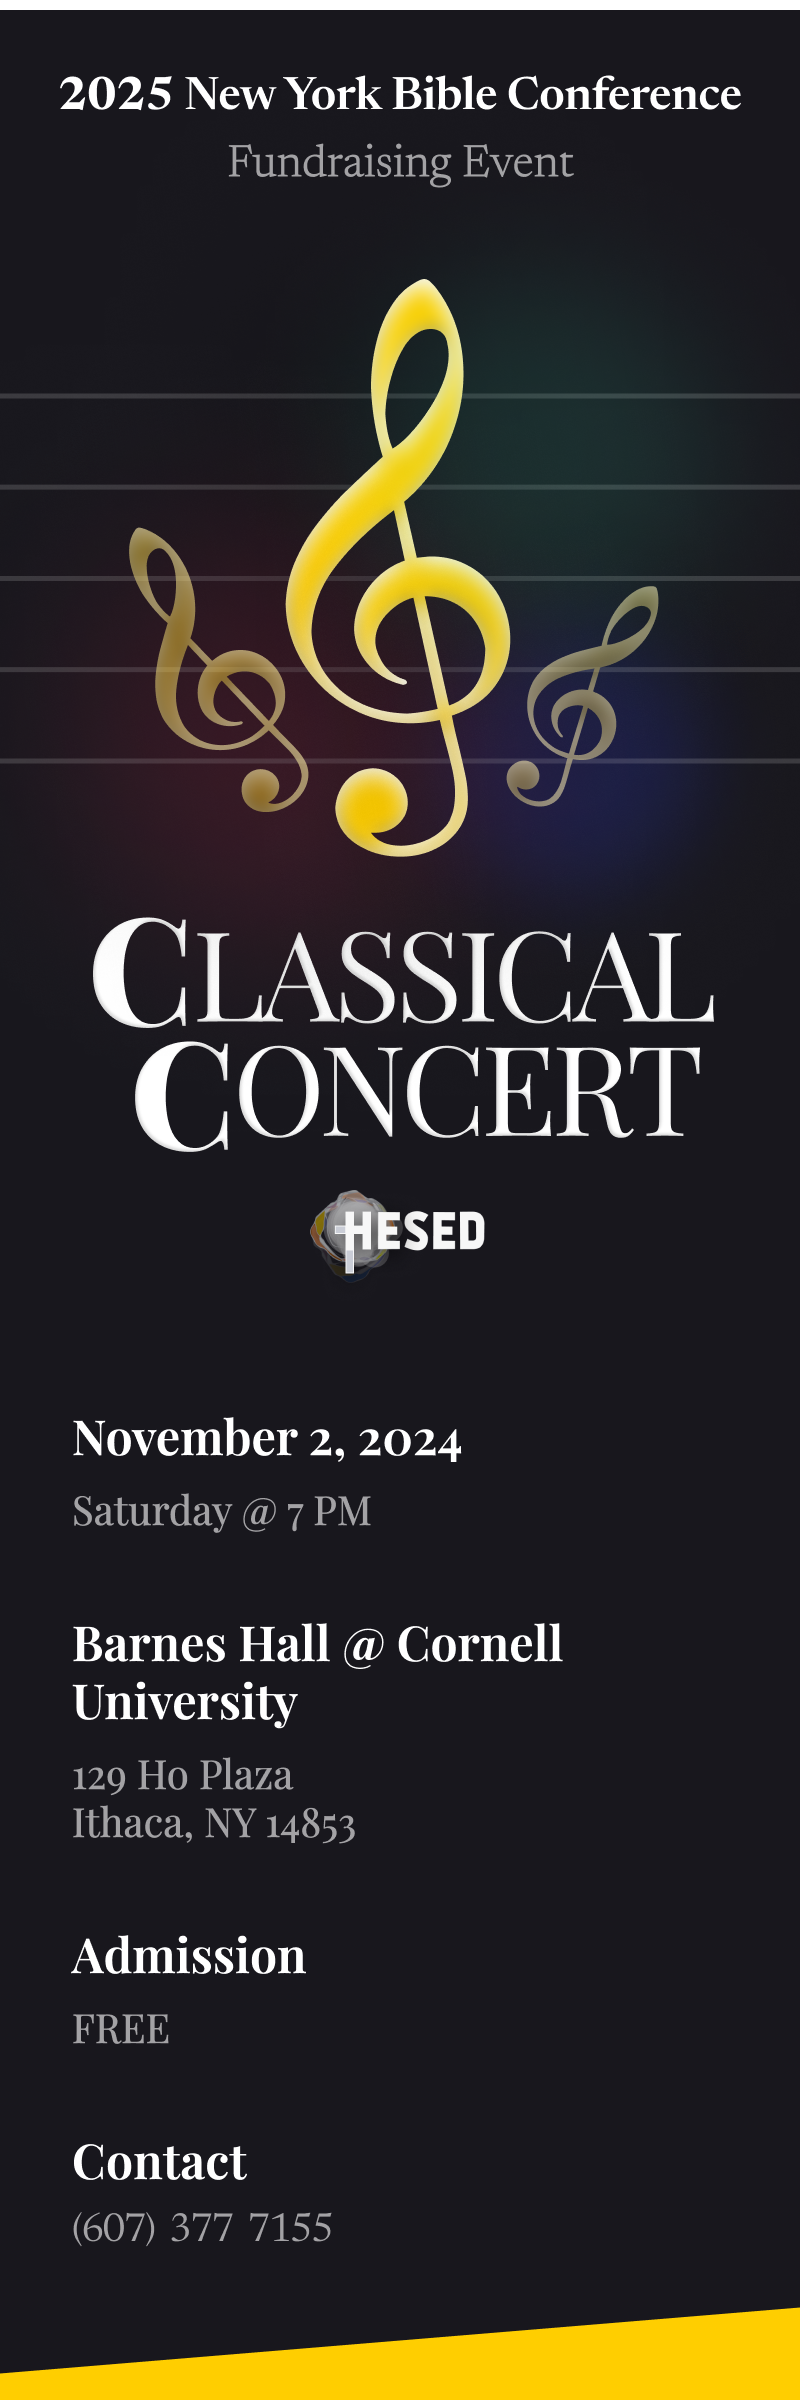 2025 New York Bible Conference
Fundraising Event
CLASSICAL
CONCERT
HESED
November 2, 2024
Saturday @ 7 PM
Barnes Hall @ Cornell
University
129 Ho Plaza
Ithaca, NY 14853
Admission
FREE
Contact
(607) 377 7155